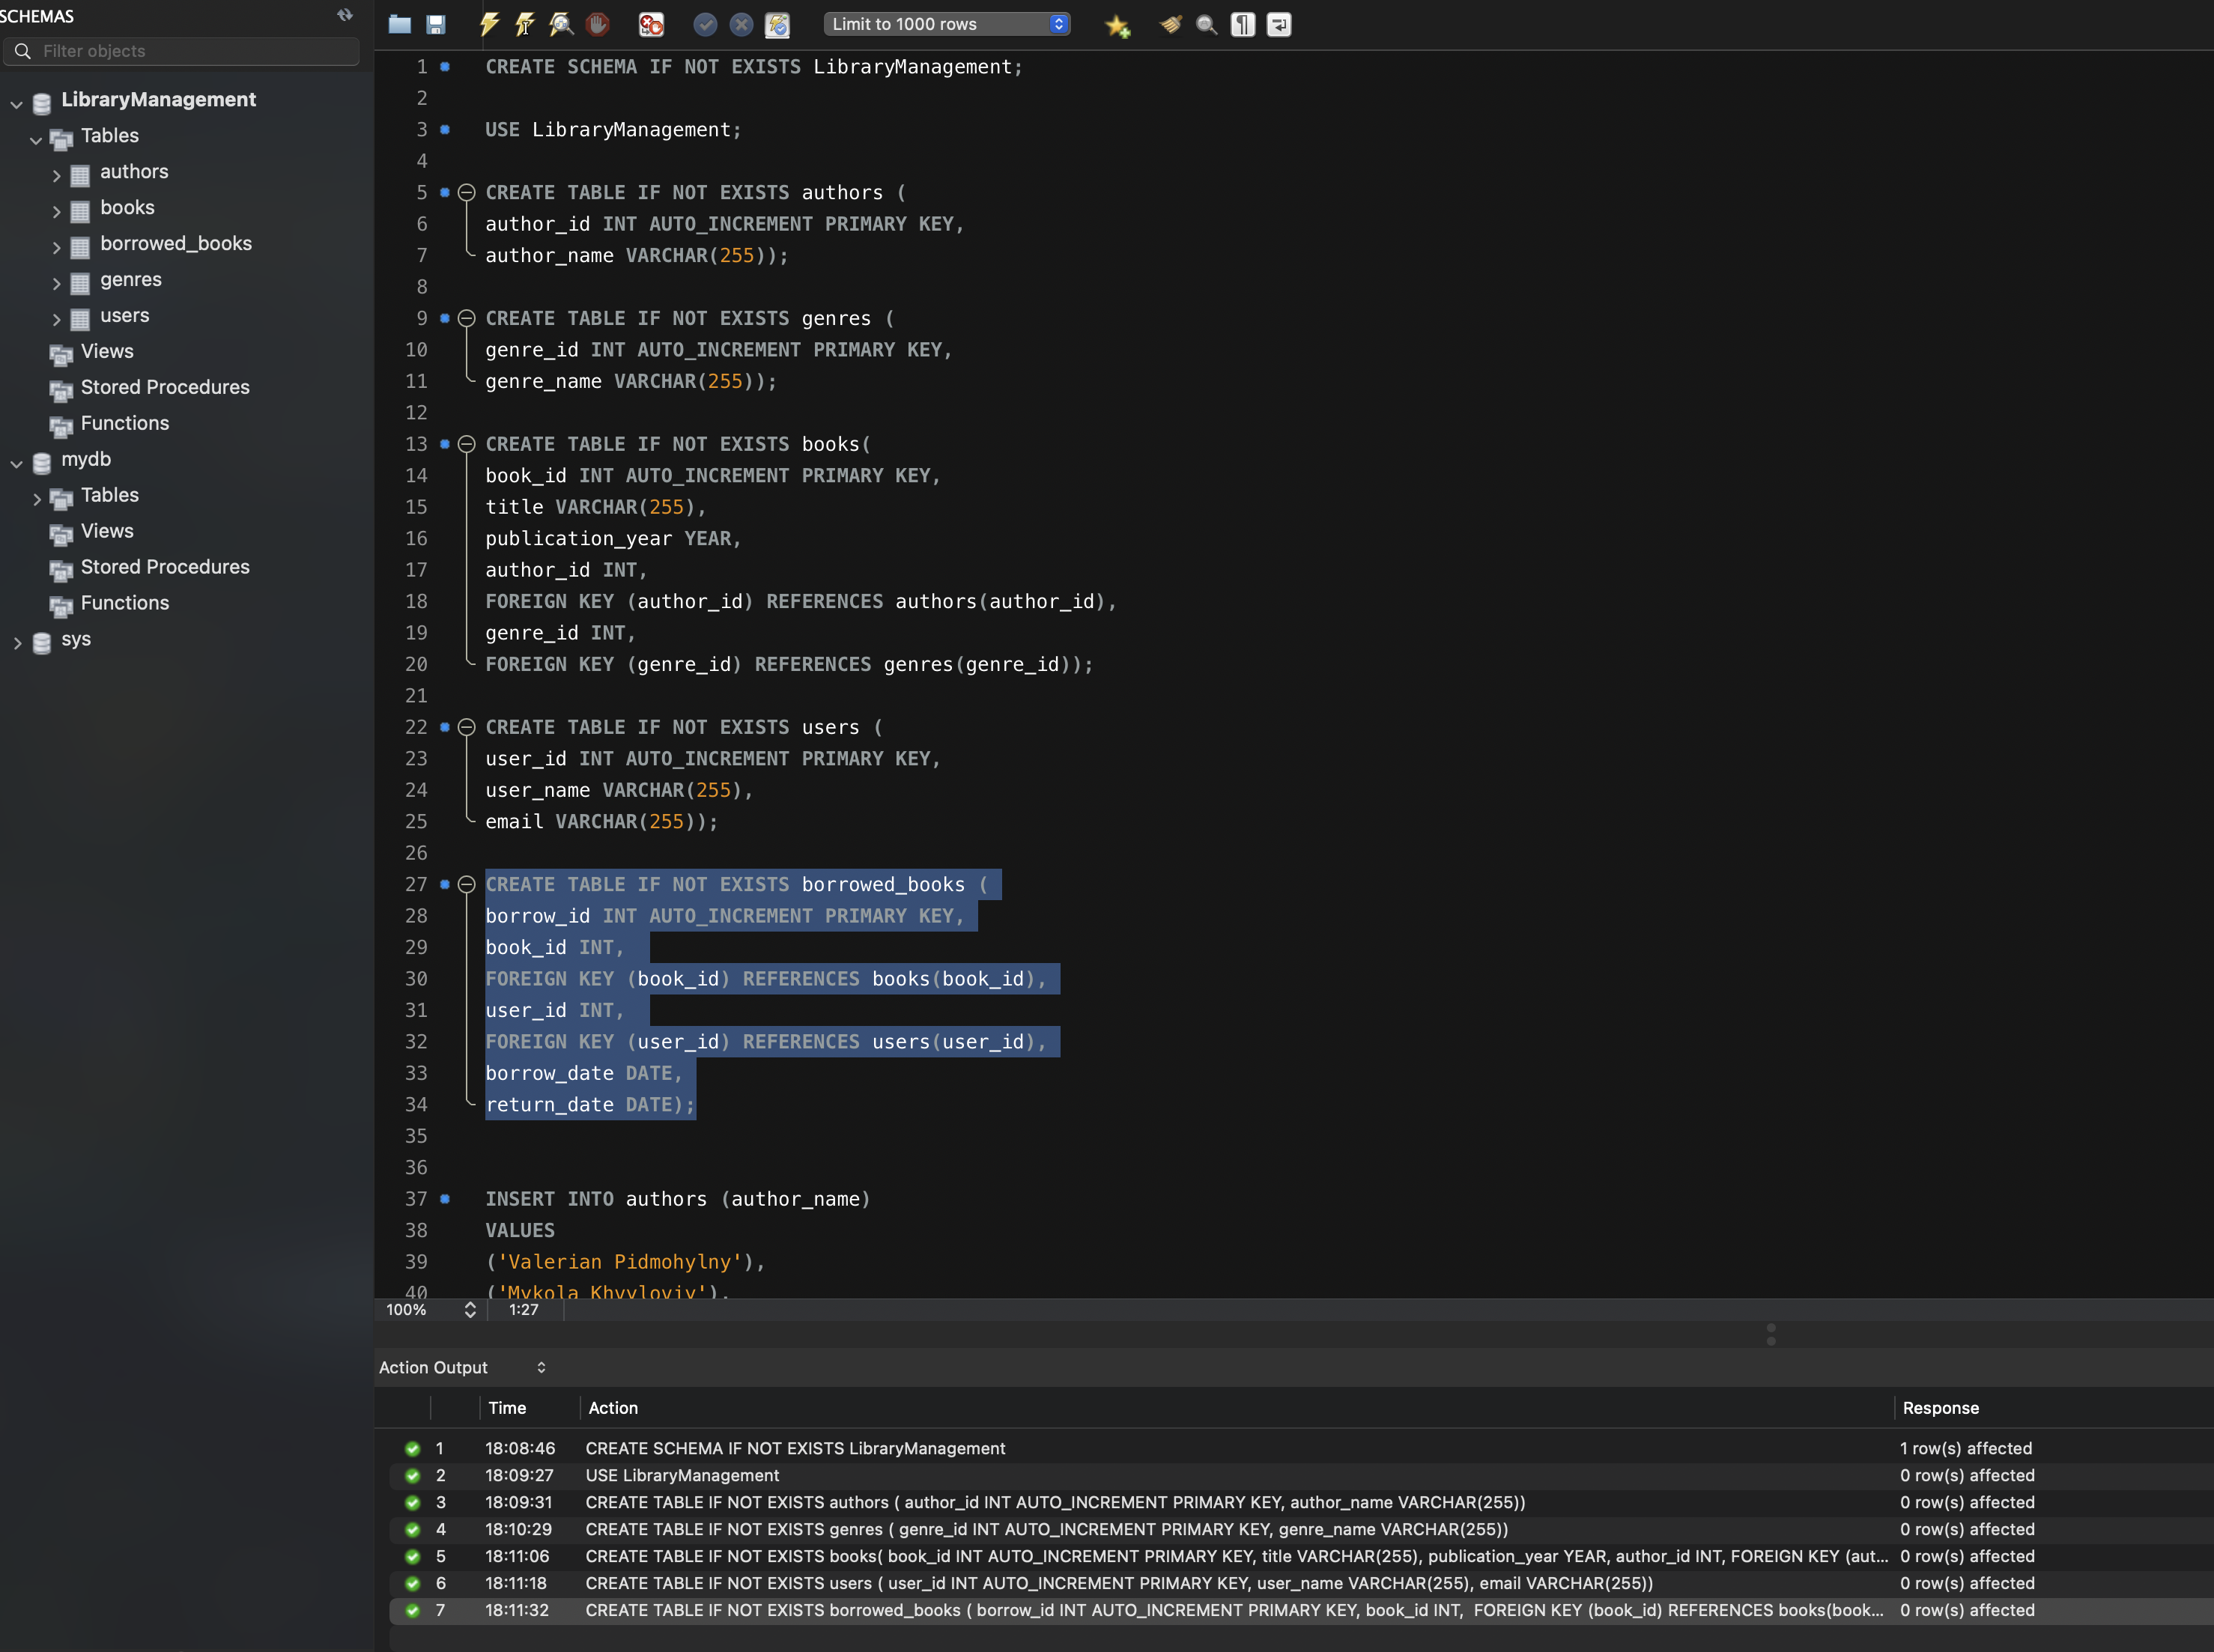 SCHEMAS
Filter objects
LibraryManagement
Tables
authors
books
borrowed_books
genres
users
Views
Stored Procedures
Functions
mydb
Tables
Views
Stored Procedures
Functions
sys
Limit to 1000 rows
1 CREATE SCHEMA IF NOT EXISTS LibraryManagement;
2
3 USE LibraryManagement;
4
5 CREATE TABLE IF NOT EXISTS authors (
6 author_id INT AUTO_INCREMENT PRIMARY KEY,
7 author_name VARCHAR(255));
8
9 CREATE TABLE IF NOT EXISTS genres (
10 genre_id INT AUTO_INCREMENT PRIMARY KEY,
11 genre_name VARCHAR(255));
12
13 CREATE TABLE IF NOT EXISTS books(
14 book_id INT AUTO_INCREMENT PRIMARY KEY,
15 title VARCHAR(255),
16 publication_year YEAR,
17 author_id INT,
18 FOREIGN KEY (author_id) REFERENCES authors(author_id),
19 genre_id INT,
20 FOREIGN KEY (genre_id) REFERENCES genres(genre_id));
21
22 CREATE TABLE IF NOT EXISTS users (
23 user_id INT AUTO_INCREMENT PRIMARY KEY,
24 user_name VARCHAR(255),
25 email VARCHAR(255));
26
27 CREATE TABLE IF NOT EXISTS borrowed_books (
28 borrow_id INT AUTO_INCREMENT PRIMARY KEY,
29 book_id INT,
30 FOREIGN KEY (book_id) REFERENCES books(book_id),
31 user_id INT,
32 FOREIGN KEY (user_id) REFERENCES users(user_id),
33 borrow_date DATE,
34 return_date DATE);
35
36
37 INSERT INTO authors (author_name)
38 VALUES
39 ('Valerian Pidmohylny'),
40 ('Mykola Khvyloviy'),
100% 1:27
Action Output
Time Action Response
1 18:08:46 CREATE SCHEMA IF NOT EXISTS LibraryManagement 1 row(s) affected
2 18:09:27 USE LibraryManagement 0 row(s) affected
3 18:09:31 CREATE TABLE IF NOT EXISTS authors ( author_id INT AUTO_INCREMENT PRIMARY KEY, author_name VARCHAR(255)) 0 row(s) affected
4 18:10:29 CREATE TABLE IF NOT EXISTS genres ( genre_id INT AUTO_INCREMENT PRIMARY KEY, genre_name VARCHAR(255)) 0 row(s) affected
5 18:11:06 CREATE TABLE IF NOT EXISTS books( book_id INT AUTO_INCREMENT PRIMARY KEY, title VARCHAR(255), publication_year YEAR, author_id INT, FOREIGN KEY (aut... 0 row(s) affected
6 18:11:18 CREATE TABLE IF NOT EXISTS users ( user_id INT AUTO_INCREMENT PRIMARY KEY, user_name VARCHAR(255), email VARCHAR(255)) 0 row(s) affected
7 18:11:32 CREATE TABLE IF NOT EXISTS borrowed_books ( borrow_id INT AUTO_INCREMENT PRIMARY KEY, book_id INT, FOREIGN KEY (book_id) REFERENCES books(book... 0 row(s) affected